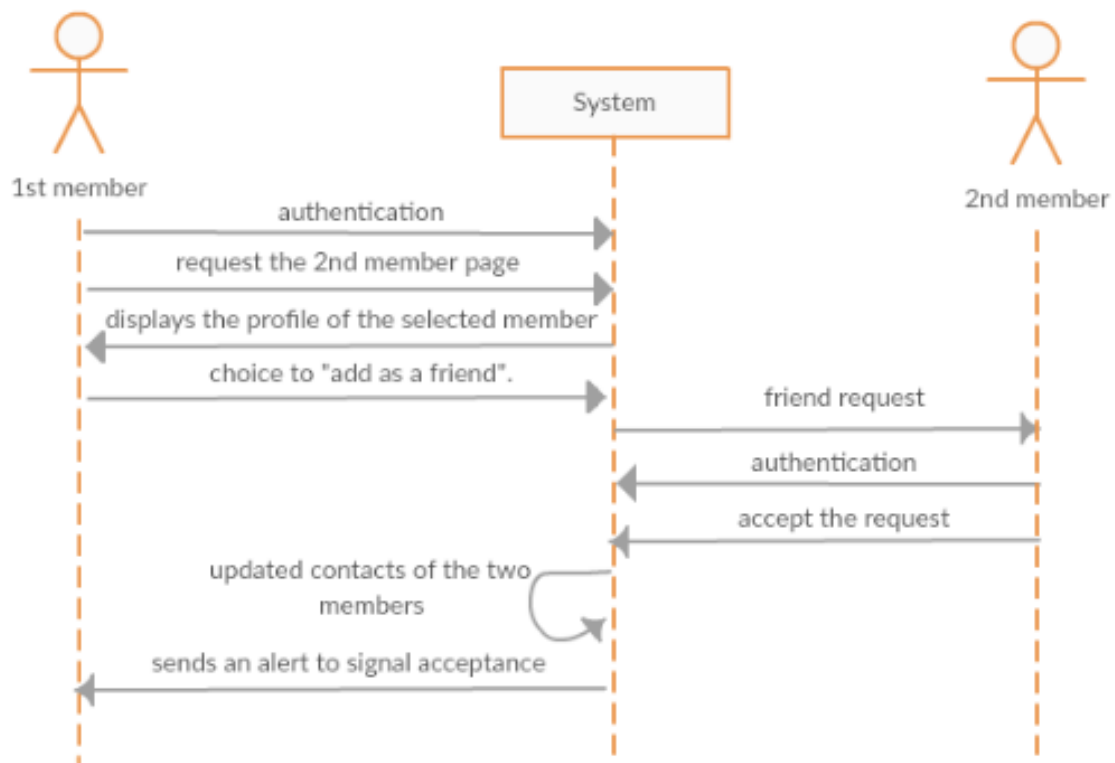 System
1st member
2nd member
authentication
request the 2nd member page
displays the profile of the selected member
choice to "add as a friend".
friend request
authentication
accept the request
updated contacts of the two
members
sends an alert to signal acceptance